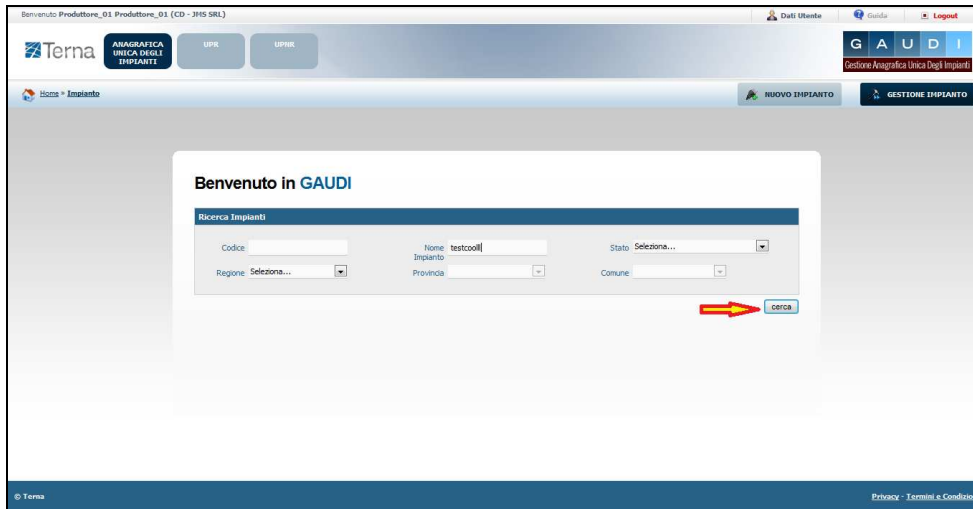 Benvenuto Produttore_01 Produttore_01 (CD - JMS SRL)
Dati Utente
Guida
Logout
Terna
ANAGRAFICA
UNICA DEGLI
IMPIANTI
UPR
UPNR
G A U D I
Gestione Anagrafica Unica Degli Impianti
Home > Impianto
NUOVO IMPIANTO
GESTIONE IMPIANTO
Benvenuto in GAUDI
Ricerca Impianti
Codice
Nome Impianto testcoolll
Stato Seleziona...
Regione Seleziona...
Provincia
Comune
cerca
© Terna
Privacy - Termini e Condizio